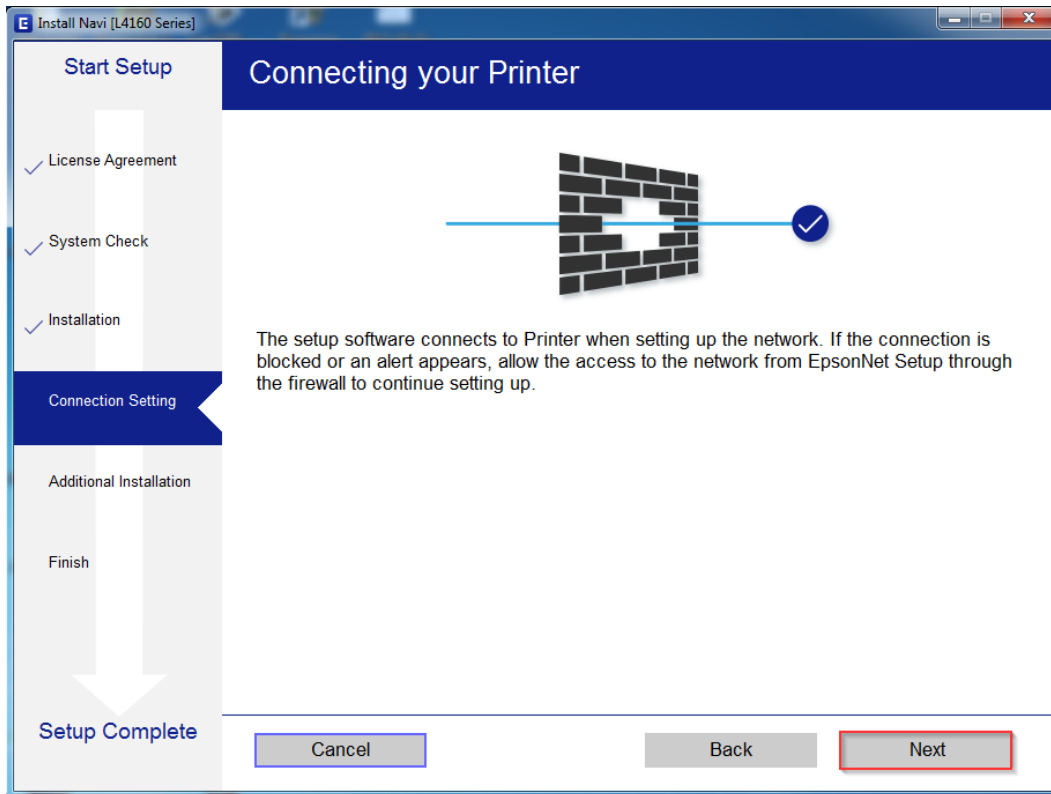 E Install Navi [L4160 Series]
Start Setup
Connecting your Printer
License Agreement
System Check
Installation
Connection Setting
Additional Installation
Finish
Setup Complete
The setup software connects to Printer when setting up the network. If the connection is
blocked or an alert appears, allow the access to the network from EpsonNet Setup through
the firewall to continue setting up.
Cancel
Back
Next